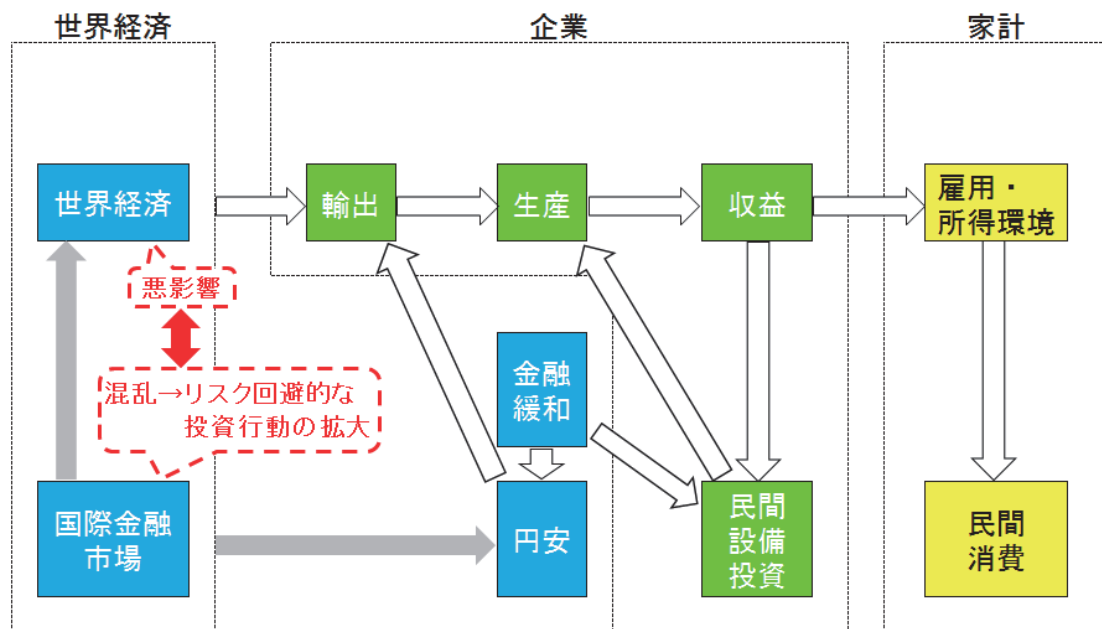 世界経済
企業
家計
世界経済
輸出
生産
収益
雇用・
所得環境
悪影響
混乱→リスク回避的な
投資行動の拡大
金融
緩和
国際金融
市場
円安
民間
設備
投資
民間
消費